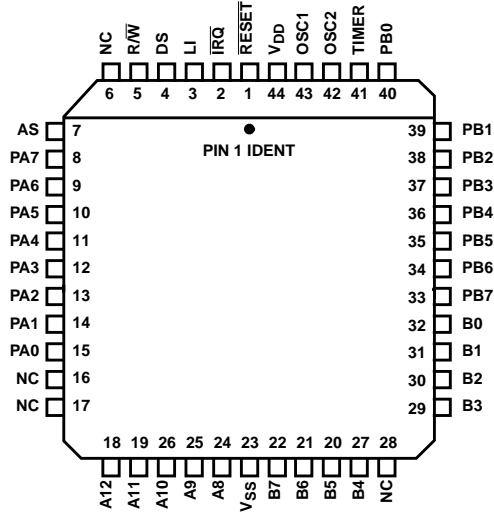 NC R/W DS LI IRQ RESET VDD OSC1 OSC2 TIMER PB0
6 5 4 3 2 1 44 43 42 41 40
AS 7 39 PB1
PIN 1 IDENT
PA7 8 38 PB2
PA6 9 37 PB3
PA5 10 36 PB4
PA4 11 35 PB5
PA3 12 34 PB6
PA2 13 33 PB7
PA1 14 32 B0
PA0 15 31 B1
NC 16 30 B2
NC 17 29 B3
18 19 26 25 24 23 22 21 20 27 28
A12 A11 A10 A9 A8 VSS B7 B6 B5 B4 NC